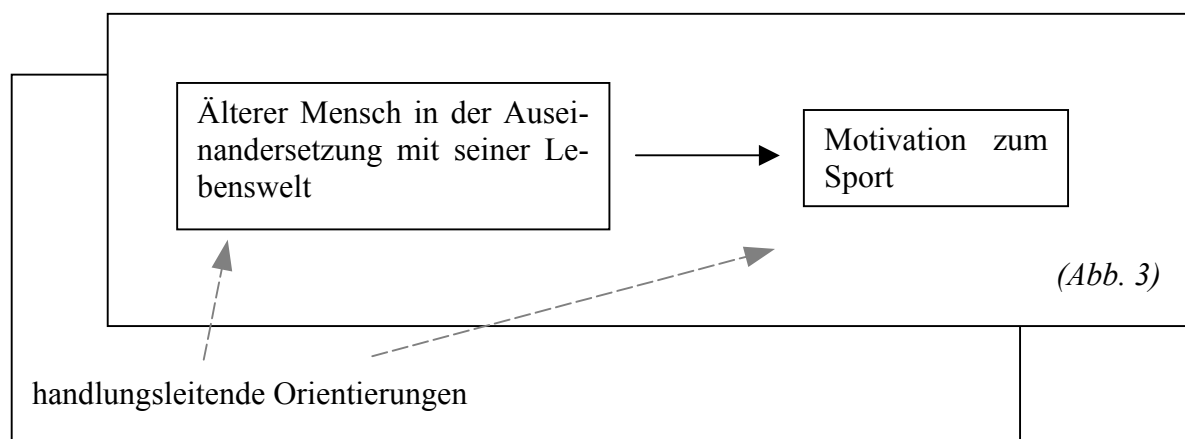 Älterer Mensch in der Ausei-
nandersetzung mit seiner Le-
benswelt
Motivation zum
Sport
(Abb. 3)
handlungsleitende Orientierungen